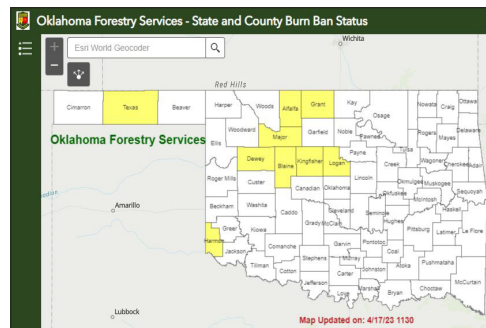 Oklahoma Forestry Services - State and County Burn Ban Status
Esri World Geocoder
Wichita
Red Hills
Cimarron Texas Beaver Harper Woods Alfalfa Grant Kay Osage Nowata Craig Ottawa
Woodward Major Garfield Noble Pawnee Rogers Mayes Delaware
Oklahoma Forestry Services
Ellis
Dewey Blaine Kingfisher Logan Payne Creek Tulsa Wagoner Cherokee Adair
Roger Mills Custer Canadian Oklahoma Lincoln Okfuskee Okmulgee Muskogee Sequoyah
McIntosh
Amarillo
Beckham Washita Caddo Grady McClain Cleveland Seminole Hughes Haskell
Pittsburg Latimer Le Flore
Greer Kiowa
Harmon Jackson Comanche Garvin Pontotoc Coal
Tillman Cotton Stephens Murray Johnston Atoka Pushmataha
Jefferson Carter McCurtain
Love Marshall Bryan Choctaw
Lubbock
Map Updated on: 4/17/23 1130